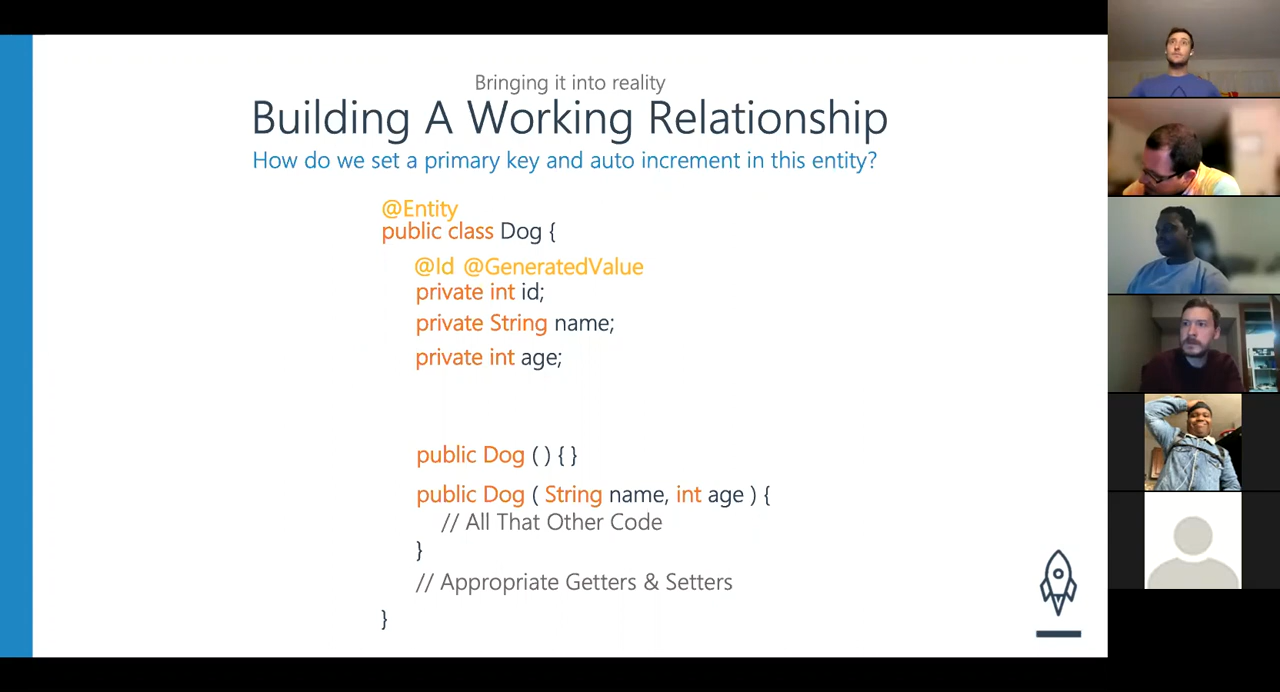 Bringing it into reality
Building A Working Relationship
How do we set a primary key and auto increment in this entity?
@Entity
public class Dog {
@Id @GeneratedValue
private int id;
private String name;
private int age;
public Dog ( ) { }
public Dog ( String name, int age ) {
// All That Other Code
}
// Appropriate Getters & Setters
}